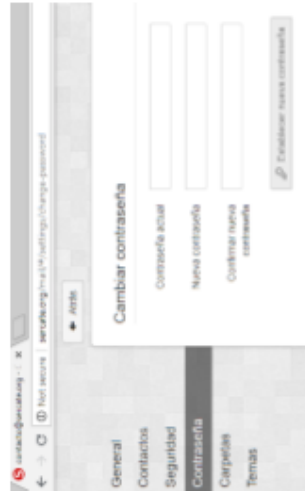 Not secure
← Atrás
General
Contactos
Seguridad
Contraseña
Carpetas
Temas
Cambiar contraseña
Contraseña actual
Nueva contraseña
Confirmar nueva
contraseña
Establecer nueva contraseña